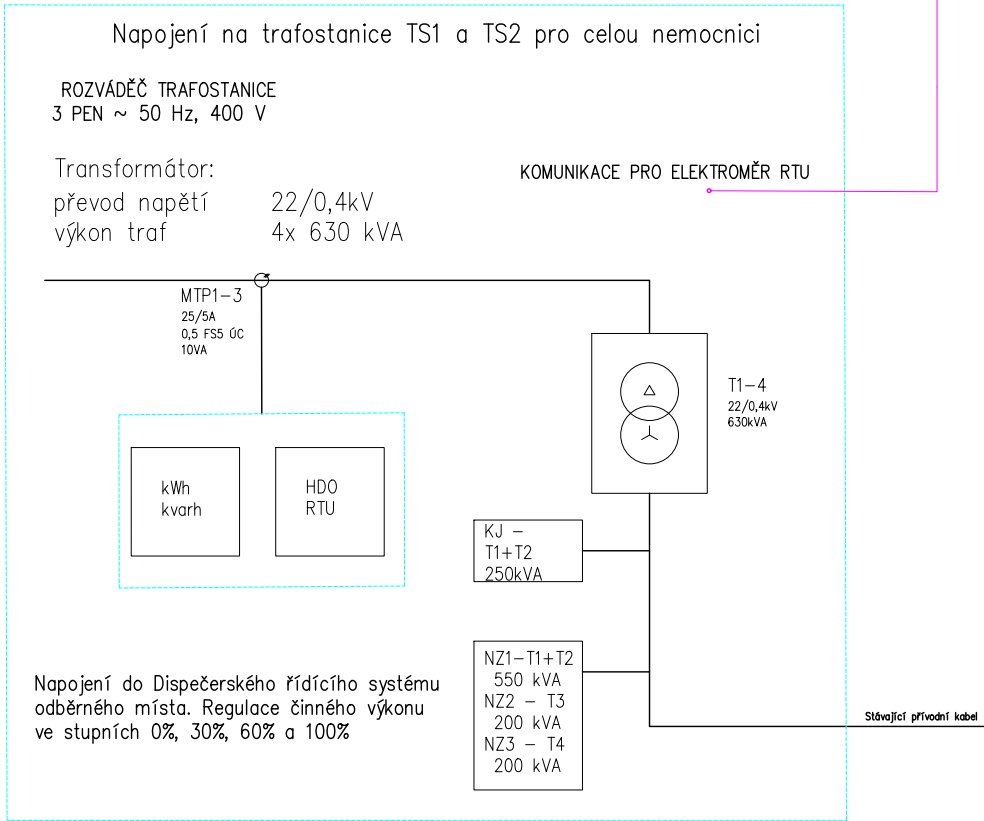 Napojení na trafostanice TS1 a TS2 pro celou nemocnici
ROZVÁDĚČ TRAFOSTANICE
3 PEN ~ 50 Hz, 400 V
Transformátor:
převod napětí 22/0,4kV
výkon traf 4x 630 kVA
KOMUNIKACE PRO ELEKTROMĚR RTU
MTP1-3
25/5A
0,5 FS5 ÚC
10VA
T1-4
22/0,4kV
630kVA
kWh
kvarh
HDO
RTU
KJ -
T1+T2
250kVA
NZ1-T1+T2
550 kVA
NZ2 - T3
200 kVA
NZ3 - T4
200 kVA
Napojení do Dispečerského řídícího systému
odběrného místa. Regulace činného výkonu
ve stupních 0%, 30%, 60% a 100%
Stávající přívodní kabel